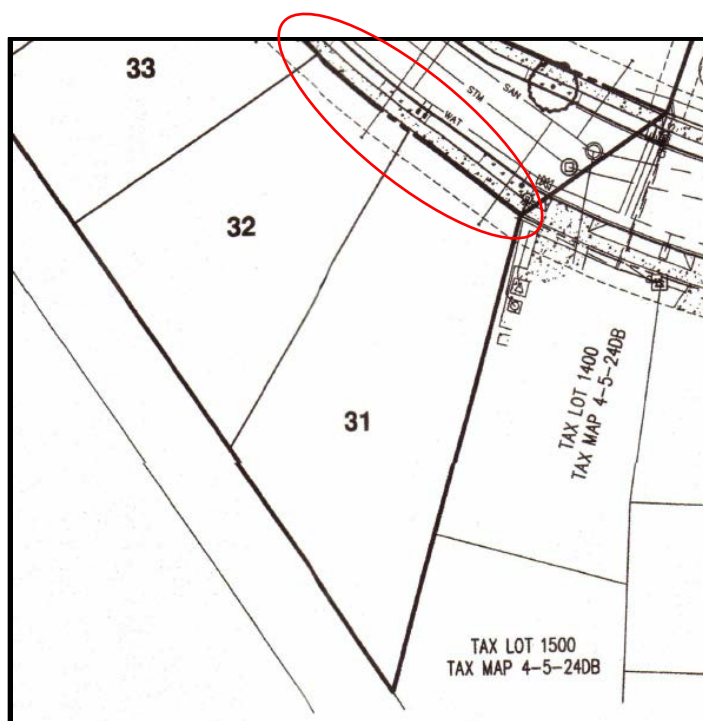 33
SAN
STM
WAT
32
31
TAX LOT 1400
TAX MAP 4-5-24DB
TAX LOT 1500
TAX MAP 4-5-24DB